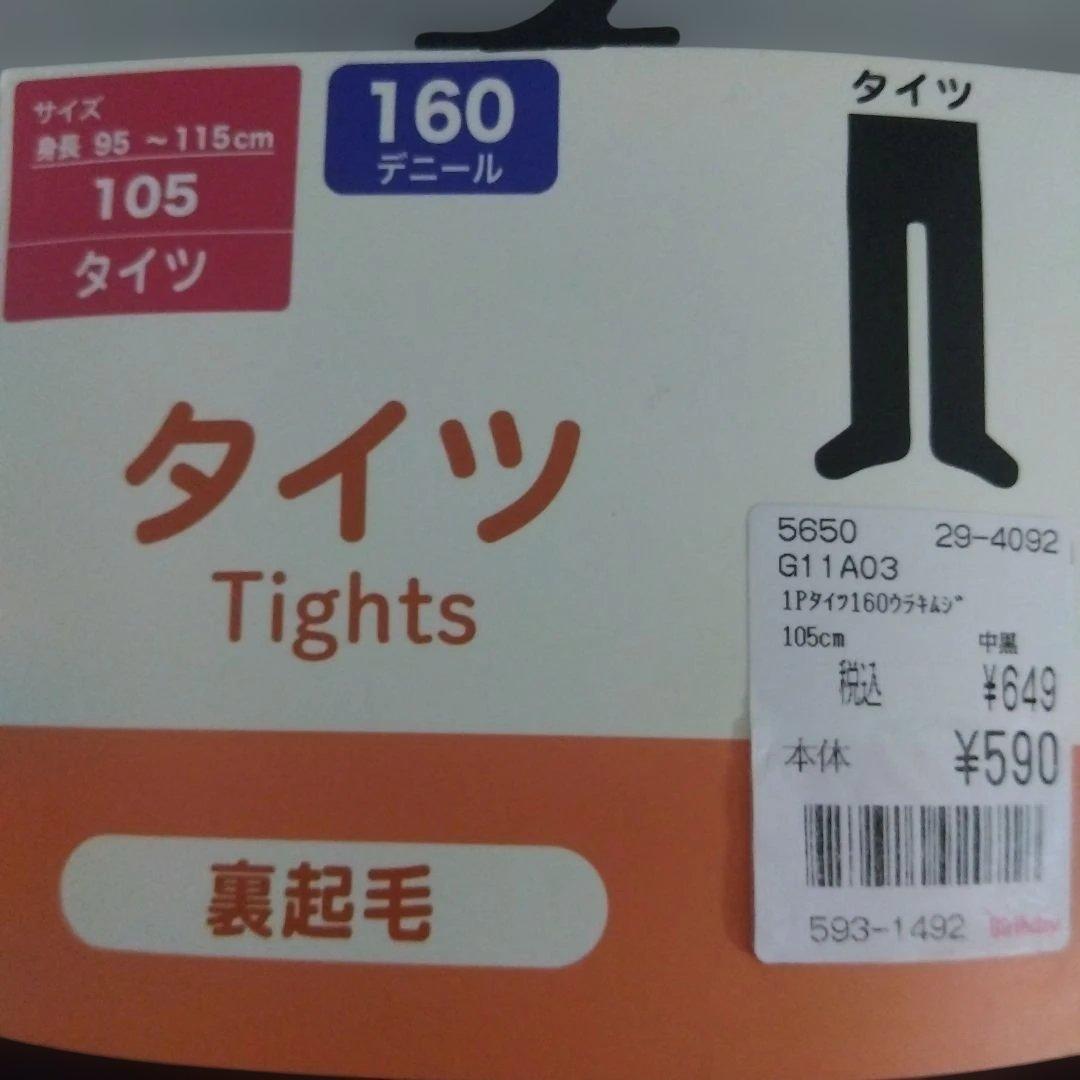 サイズ
身長 95 ～115cm
105
タイツ
160
デニール
タイツ
タイツ
Tights
裏起毛
5650 29-4092
G11A03
1Pタイツ160ウラキムジ
105cm 中黒
税込 ¥649
本体 ¥590
593-1492 Birthday